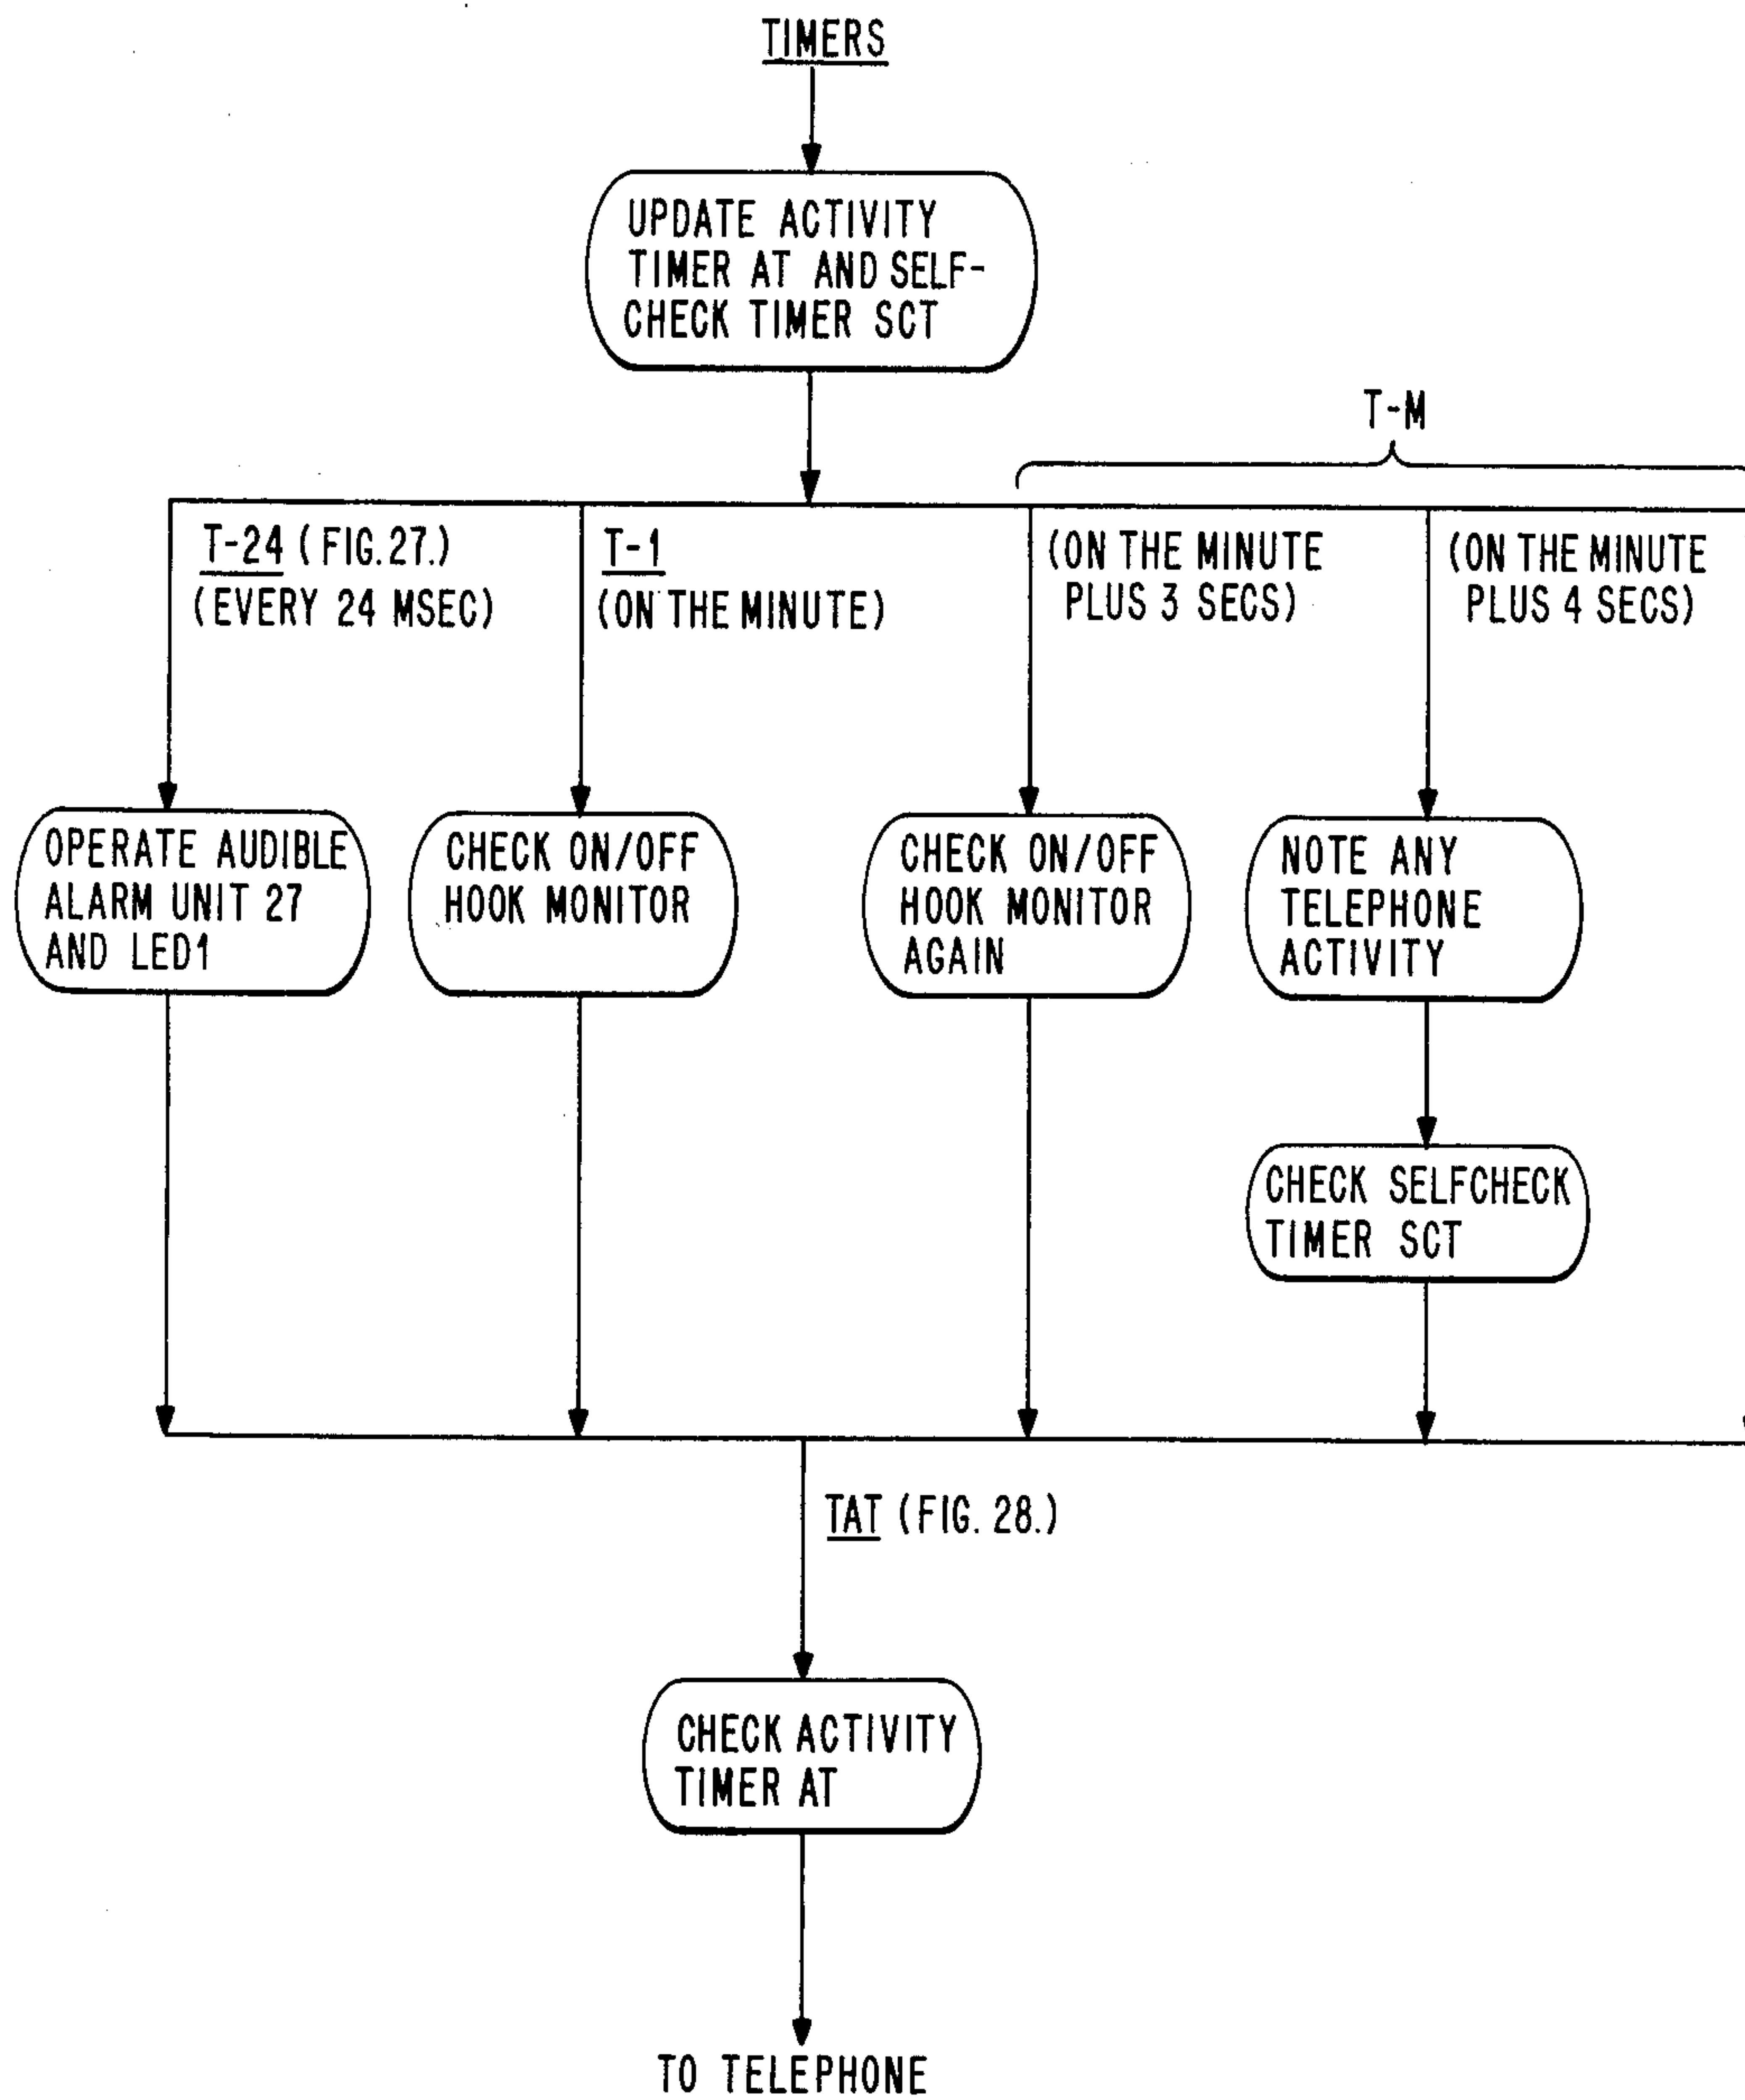 TIMERS
UPDATE ACTIVITY
TIMER AT AND SELF-
CHECK TIMER SCT
T-M
T-24 (FIG. 27.)
(EVERY 24 MSEC)
T-1
(ON THE MINUTE)
(ON THE MINUTE
PLUS 3 SECS)
(ON THE MINUTE
PLUS 4 SECS)
OPERATE AUDIBLE
ALARM UNIT 27
AND LED1
CHECK ON/OFF
HOOK MONITOR
CHECK ON/OFF
HOOK MONITOR
AGAIN
NOTE ANY
TELEPHONE
ACTIVITY
CHECK SELFCHECK
TIMER SCT
TAT (FIG. 28.)
CHECK ACTIVITY
TIMER AT
TO TELEPHONE